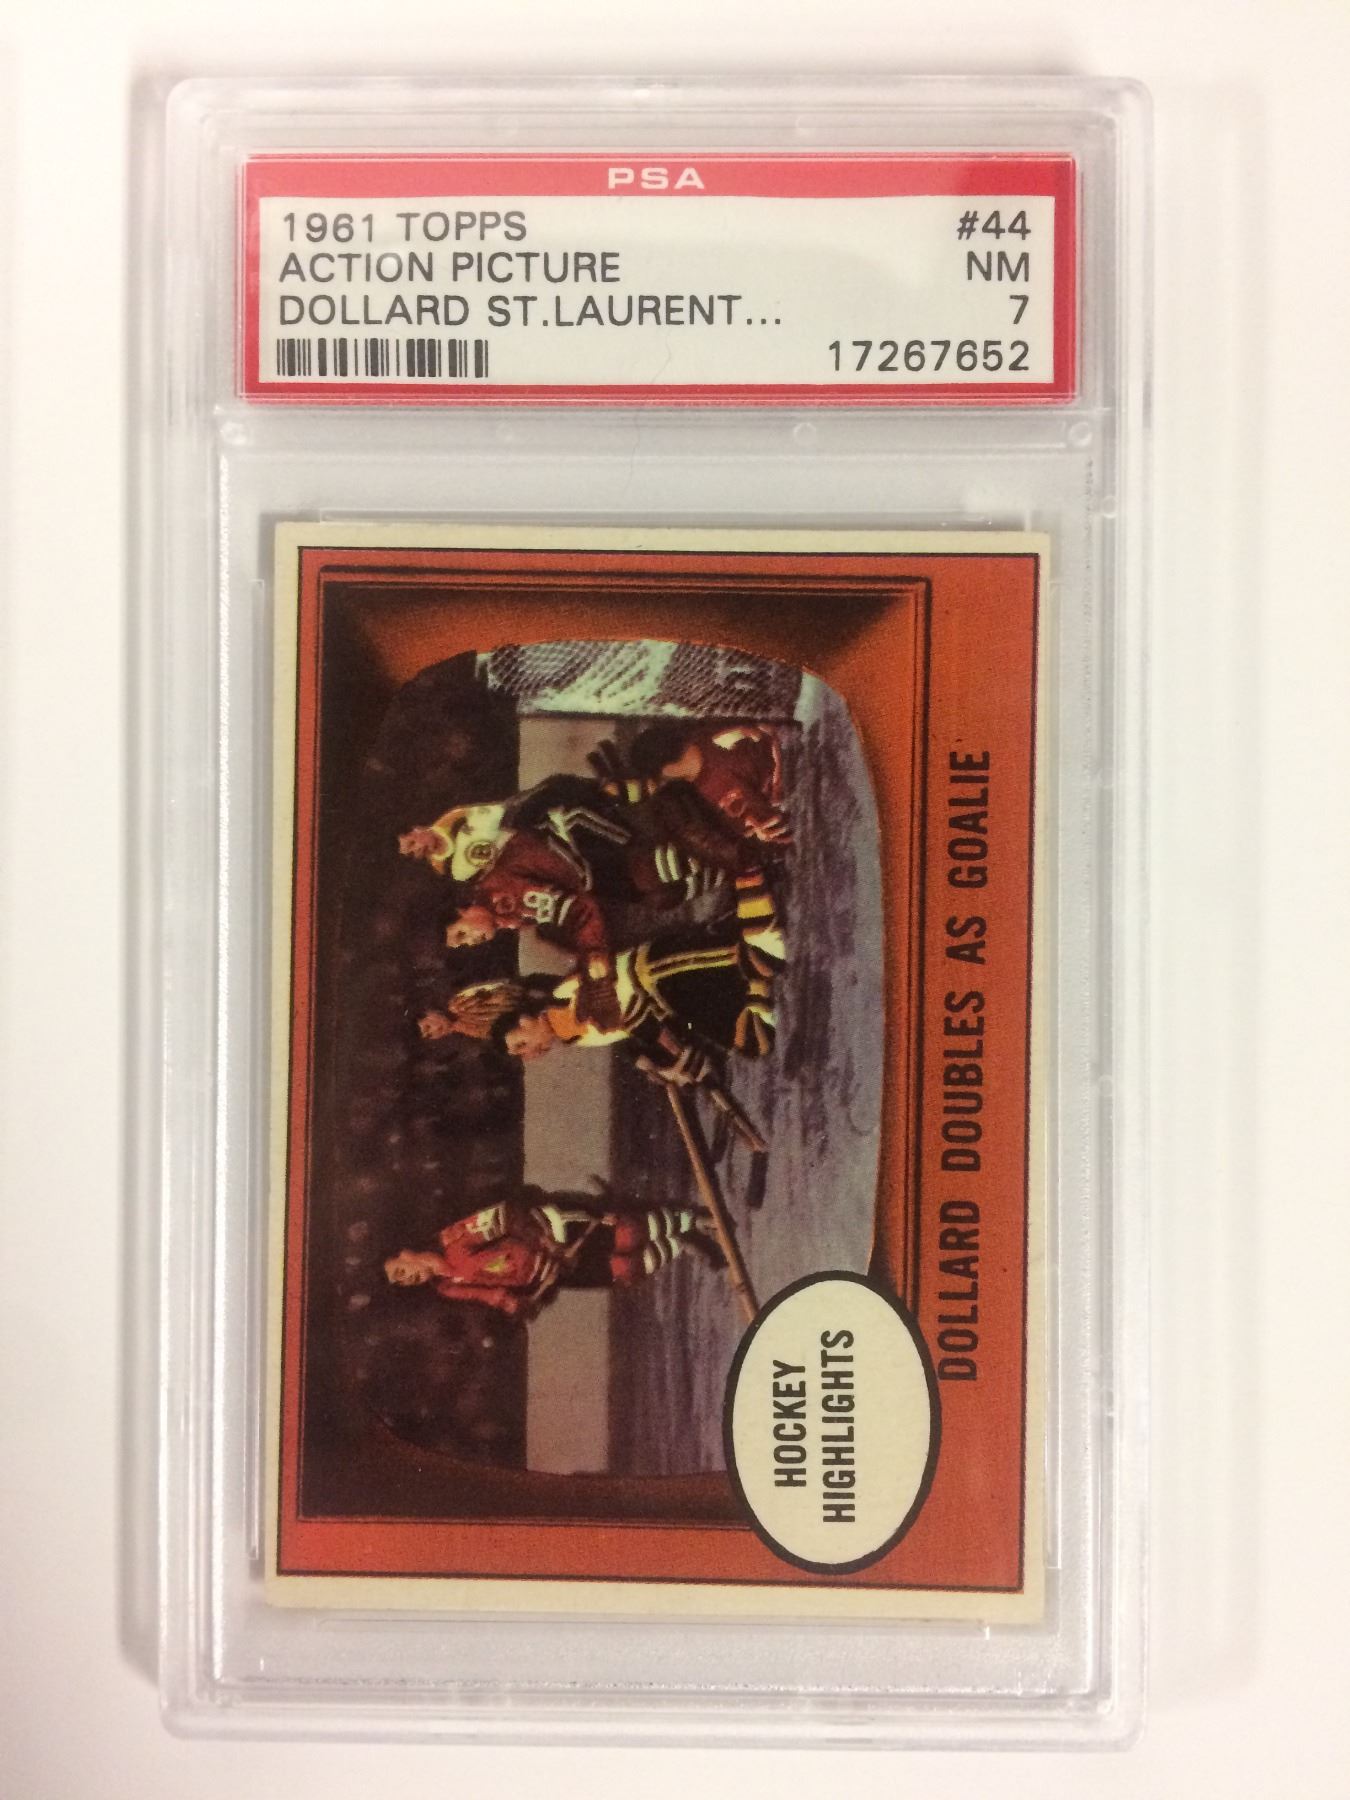 PSA
1961 TOPPS #44
ACTION PICTURE NM
DOLLARD ST.LAURENT... 7
17267652
HOCKEY
HIGHLIGHTS
DOLLARD DOUBLES AS GOALIE